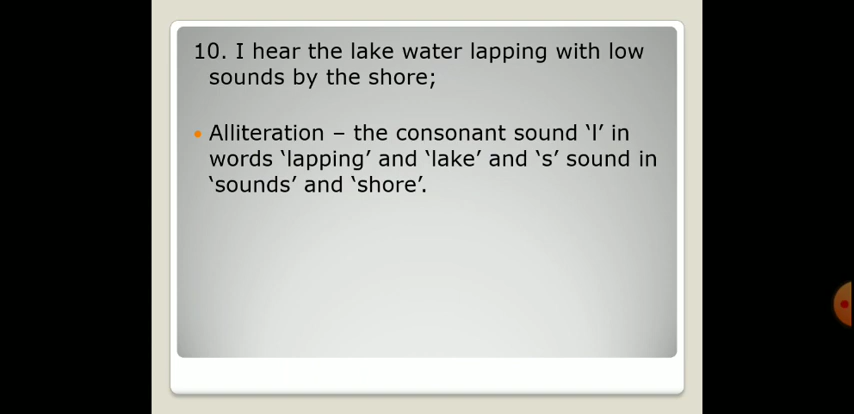 10. I hear the lake water lapping with low
sounds by the shore;
• Alliteration – the consonant sound ‘l’ in
words ‘lapping’ and ‘lake’ and ‘s’ sound in
‘sounds’ and ‘shore’.